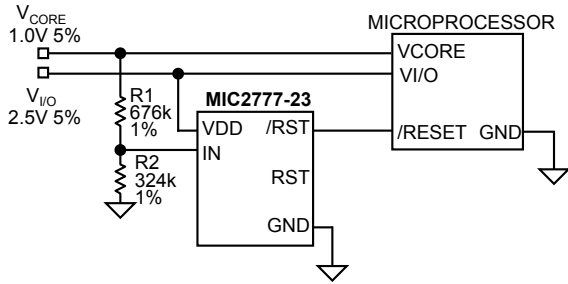 VCORE
1.0V 5%
MICROPROCESSOR
VCORE
VI/O
VI/O
2.5V 5%
R1
676k
1%
MIC2777-23
VDD
/RST
/RESET
GND
IN
R2
324k
1%
RST
GND